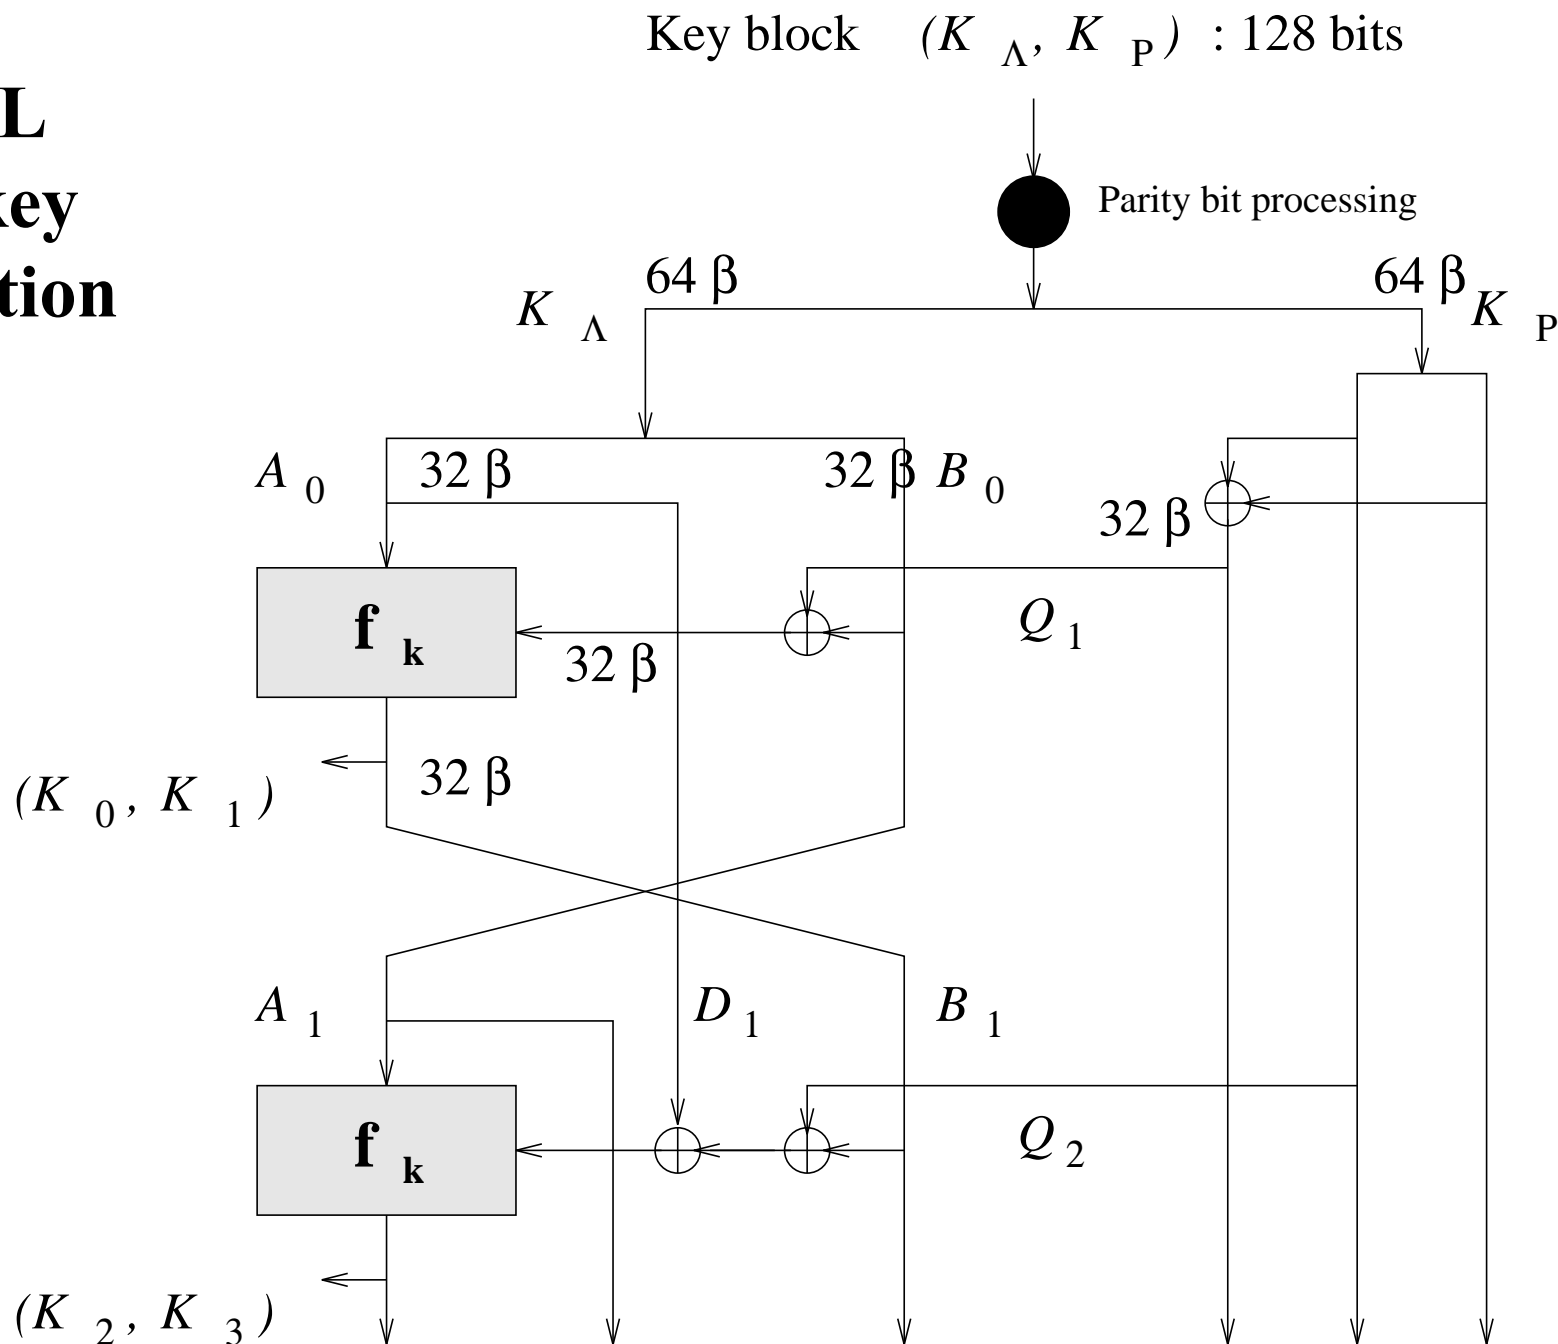 Key block (K Λ, K P) : 128 bits
L
key
tion
Parity bit processing
64 β
64 β
K Λ
K P
A 0
32 β
32 β
B 0
32 β
f k
Q 1
32 β
(K 0, K 1)
32 β
A 1
D 1
B 1
f k
Q 2
(K 2, K 3)